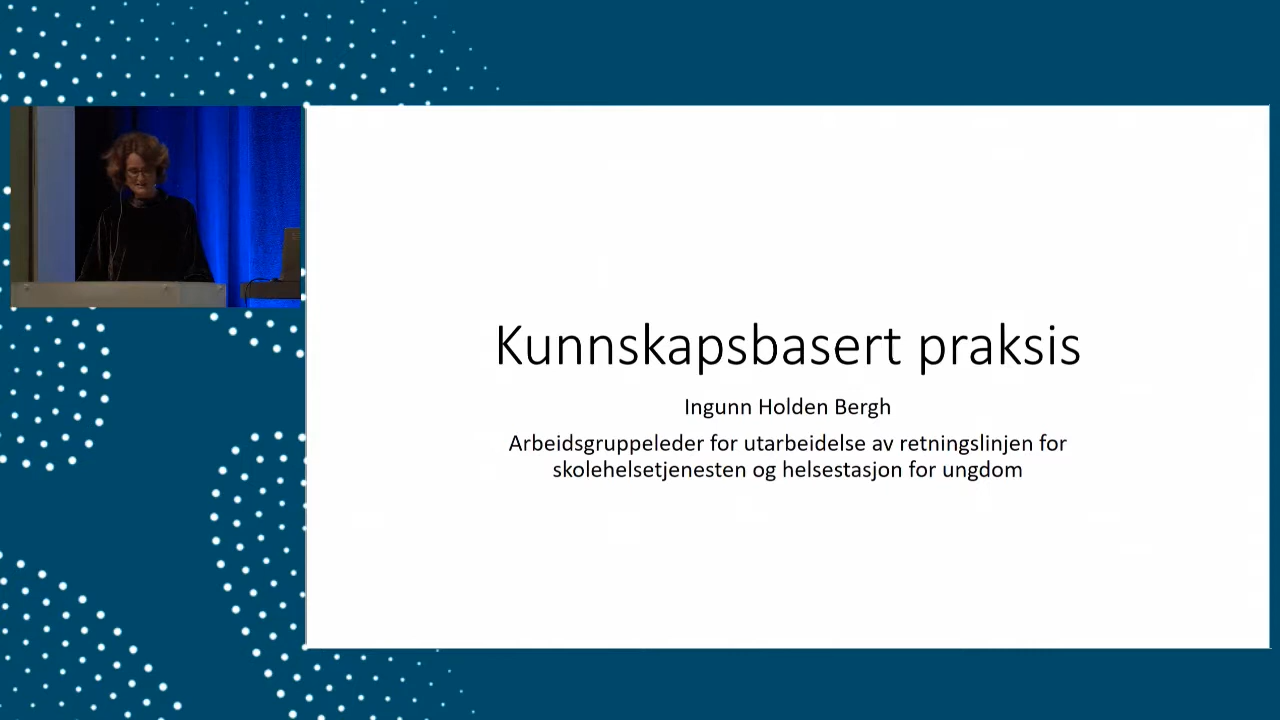 Kunnskapsbasert praksis
Ingunn Holden Bergh
Arbeidsgruppeleder for utarbeidelse av retningslinjen for
skolehelsetjenesten og helsestasjon for ungdom